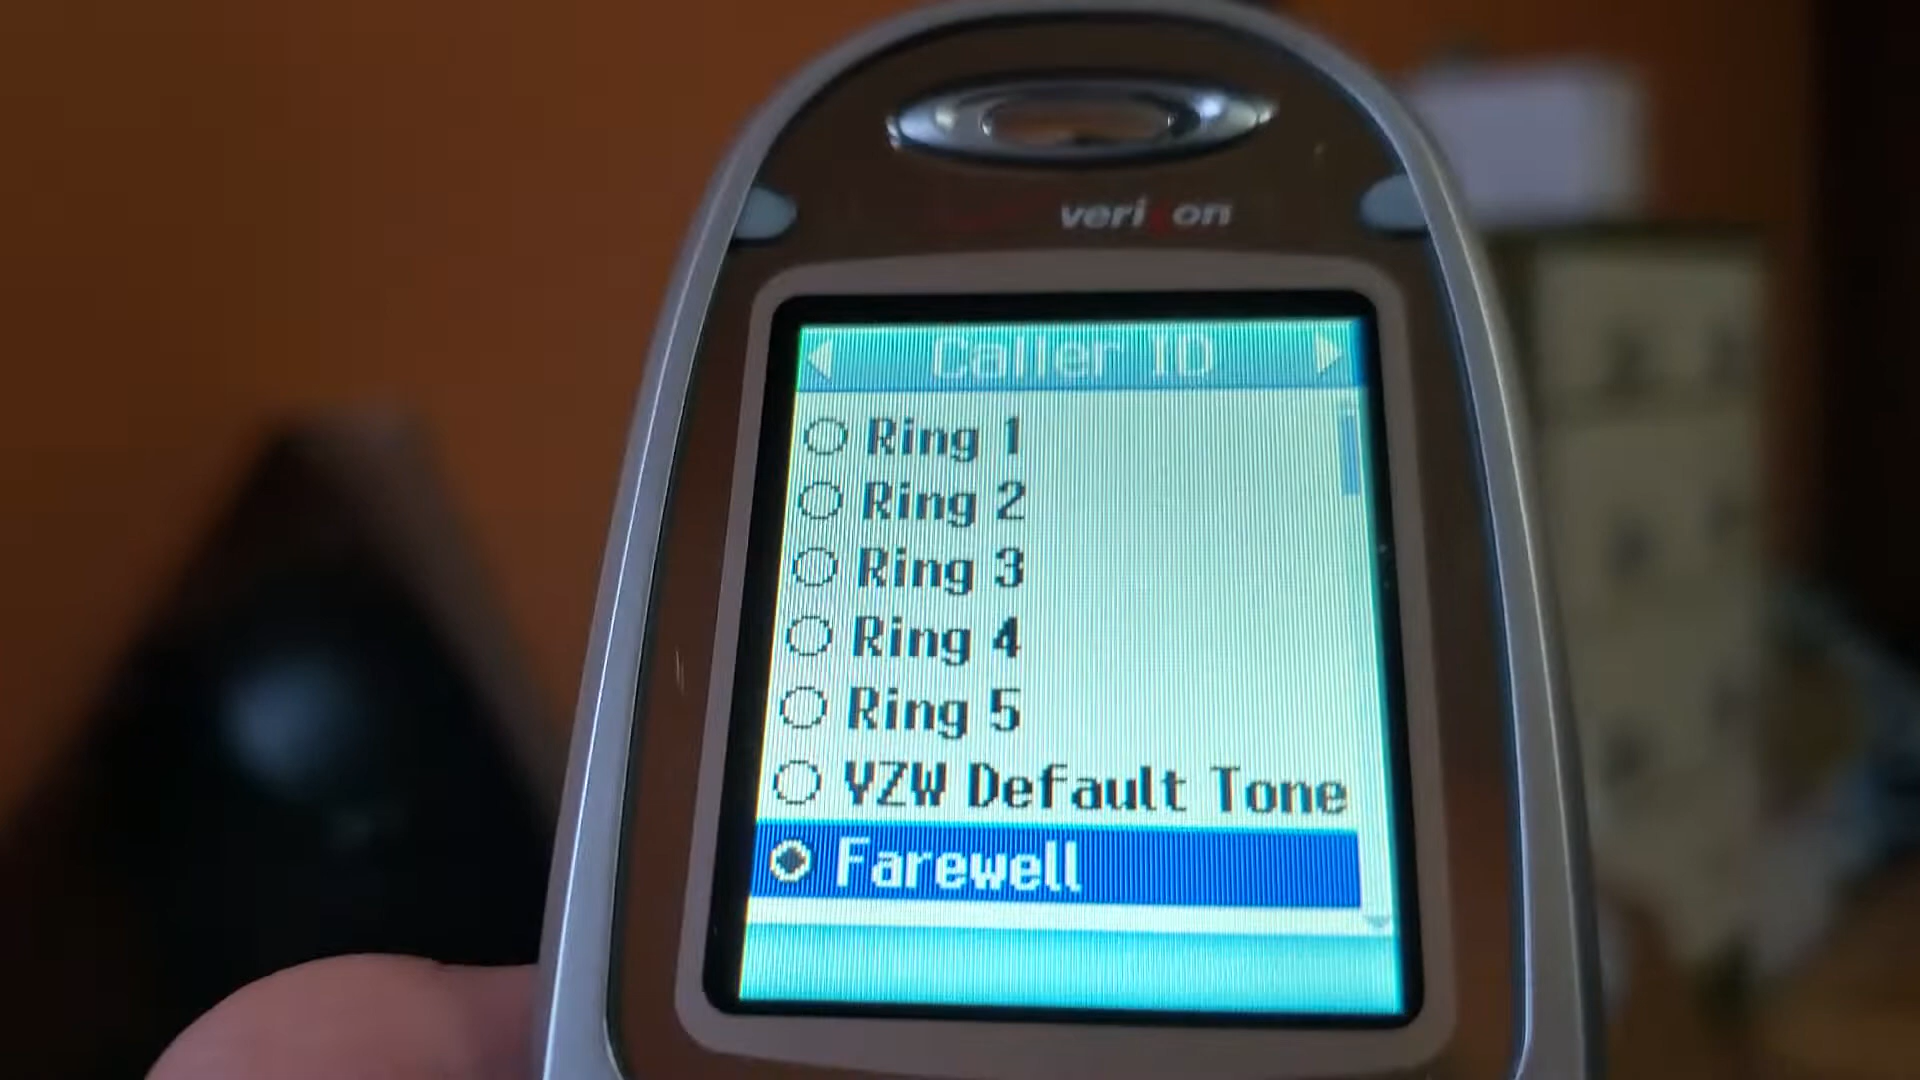 verizon
Caller ID
Ring 1
Ring 2
Ring 3
Ring 4
Ring 5
VZW Default Tone
Farewell